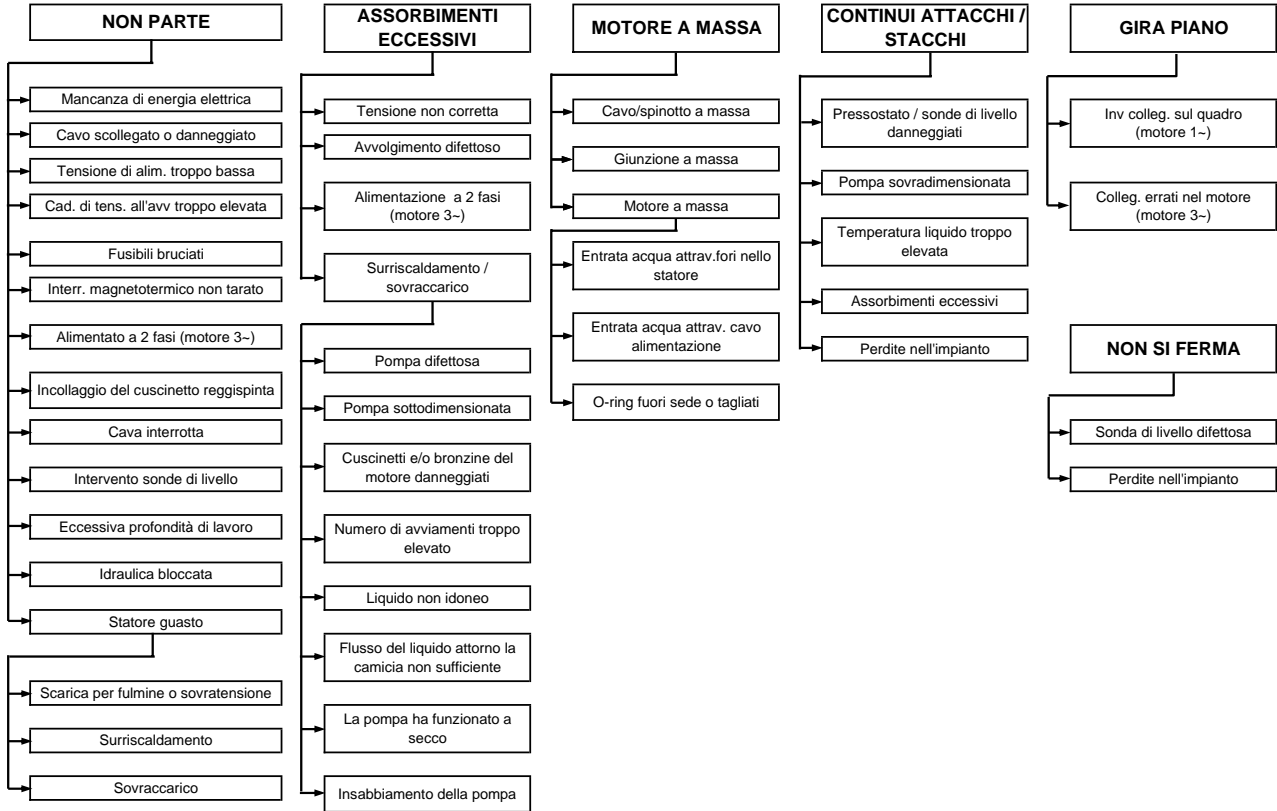 NON PARTE
Mancanza di energia elettrica
Cavo scollegato o danneggiato
Tensione di alim. troppo bassa
Cad. di tens. all'avv troppo elevata
Fusibili bruciati
Interr. magnetotermico non tarato
Alimentato a 2 fasi (motore 3~)
Incollaggio del cuscinetto reggispinta
Cava interrotta
Intervento sonde di livello
Eccessiva profondità di lavoro
Idraulica bloccata
Statore guasto
Scarica per fulmine o sovratensione
Surriscaldamento
Sovraccarico
ASSORBIMENTI
ECCESSIVI
Tensione non corretta
Avvolgimento difettoso
Alimentazione a 2 fasi
(motore 3~)
Surriscaldamento /
sovraccarico
Pompa difettosa
Pompa sottodimensionata
Cuscinetti e/o bronzine del
motore danneggiati
Numero di avviamenti troppo
elevato
Liquido non idoneo
Flusso del liquido attorno la
camicia non sufficiente
La pompa ha funzionato a
secco
Insabbiamento della pompa
MOTORE A MASSA
Cavo/spinotto a massa
Giunzione a massa
Motore a massa
Entrata acqua attrav.fori nello
statore
Entrata acqua attrav. cavo
alimentazione
O-ring fuori sede o tagliati
CONTINUI ATTACCHI /
STACCHI
Pressostato / sonde di livello
danneggiati
Pompa sovradimensionata
Temperatura liquido troppo
elevata
Assorbimenti eccessivi
Perdite nell'impianto
GIRA PIANO
Inv colleg. sul quadro
(motore 1~)
Colleg. errati nel motore
(motore 3~)
NON SI FERMA
Sonda di livello difettosa
Perdite nell'impianto